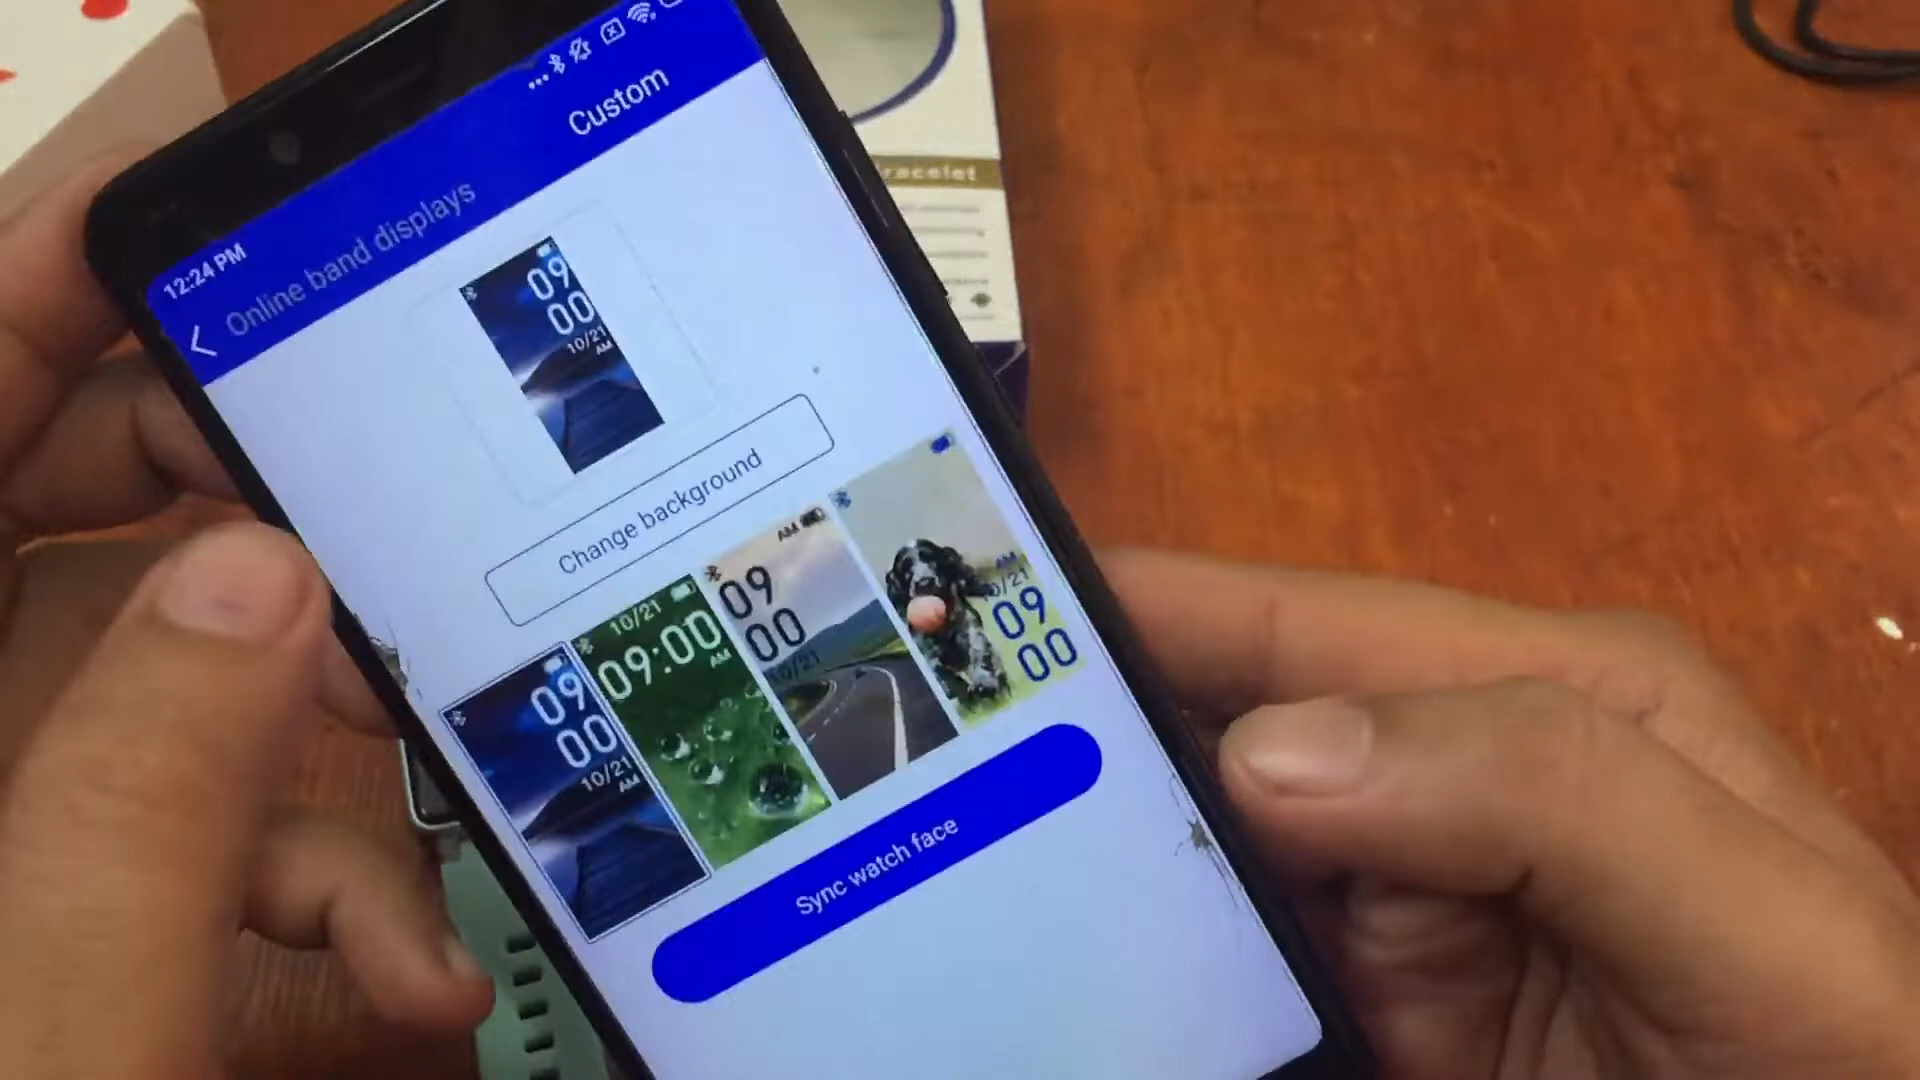 12:24 PM
Online band displays
Custom
09
00
10/21
AM
Change background
09
00
10/21
AM
10/21
09:00
AM
AM
09
00
10/21
AM
10/21
09
00
Sync watch face
racelet